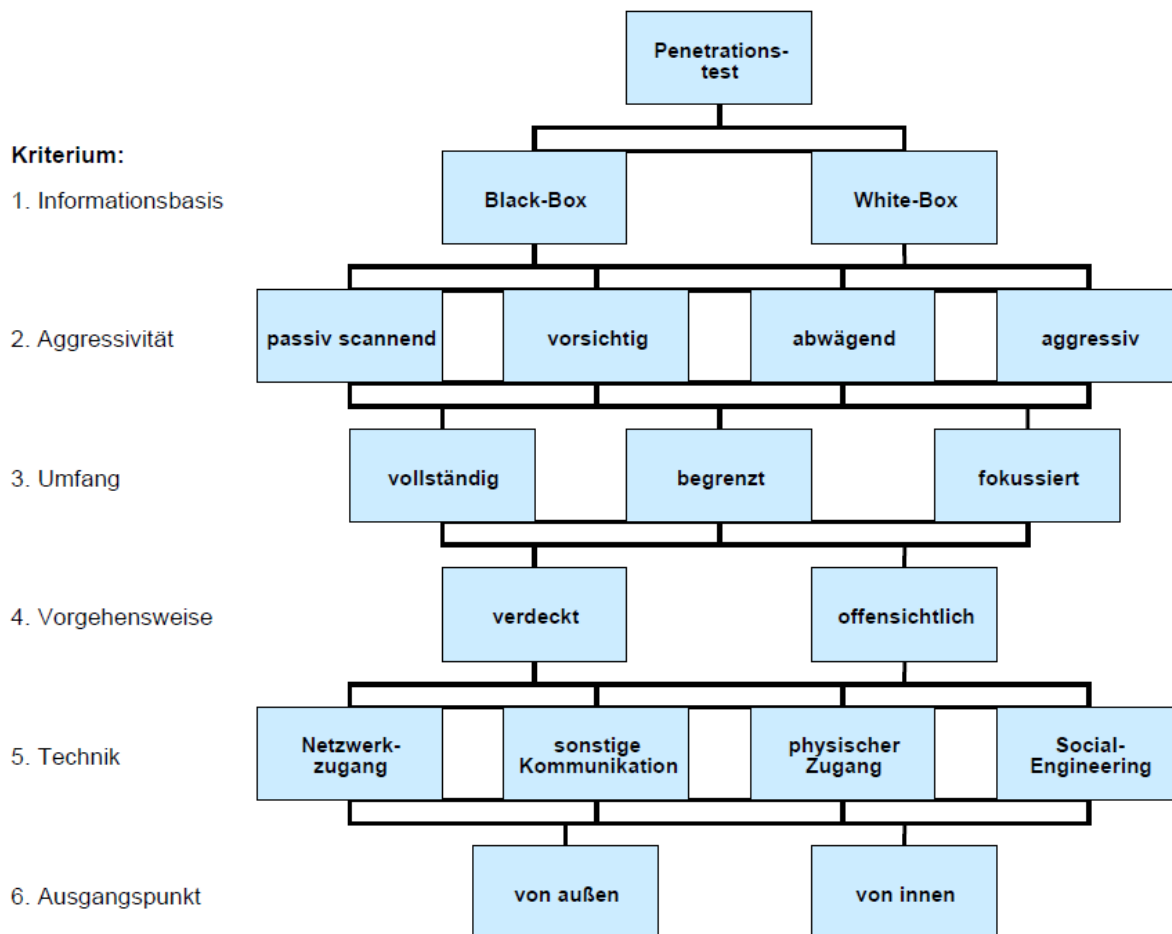 Penetrations-
test
Kriterium:
1. Informationsbasis
Black-Box
White-Box
2. Aggressivität
passiv scannend
vorsichtig
abwägend
aggressiv
3. Umfang
vollständig
begrenzt
fokussiert
4. Vorgehensweise
verdeckt
offensichtlich
5. Technik
Netzwerk-
zugang
sonstige
Kommunikation
physischer
Zugang
Social-
Engineering
6. Ausgangspunkt
von außen
von innen